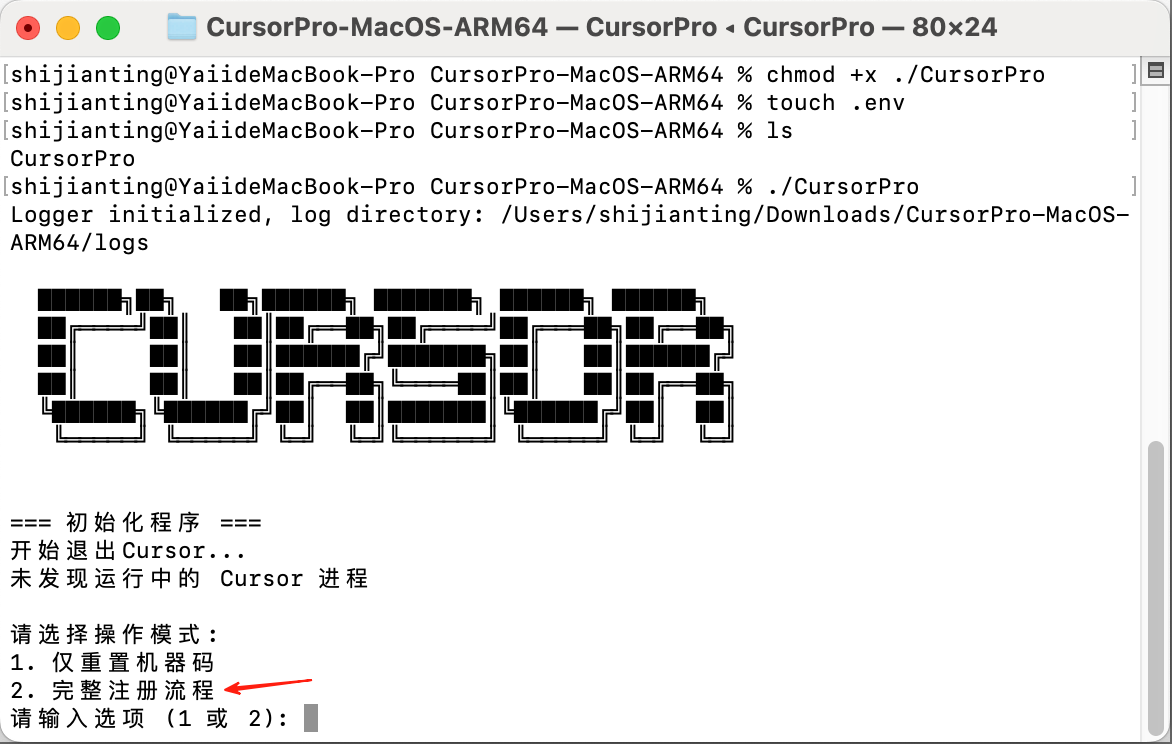 CursorPro-MacOS-ARM64 — CursorPro ◂ CursorPro — 80×24
[shijianting@YaiideMacBook-Pro CursorPro-MacOS-ARM64 % chmod +x ./CursorPro ]
[shijianting@YaiideMacBook-Pro CursorPro-MacOS-ARM64 % touch .env ]
[shijianting@YaiideMacBook-Pro CursorPro-MacOS-ARM64 % ls ]
CursorPro
[shijianting@YaiideMacBook-Pro CursorPro-MacOS-ARM64 % ./CursorPro ]
Logger initialized, log directory: /Users/shijianting/Downloads/CursorPro-MacOS-
ARM64/logs
CURSOR
=== 初始化程序 ===
开始退出Cursor...
未发现运行中的 Cursor 进程
请选择操作模式:
1. 仅重置机器码
2. 完整注册流程
请输入选项 (1 或 2):